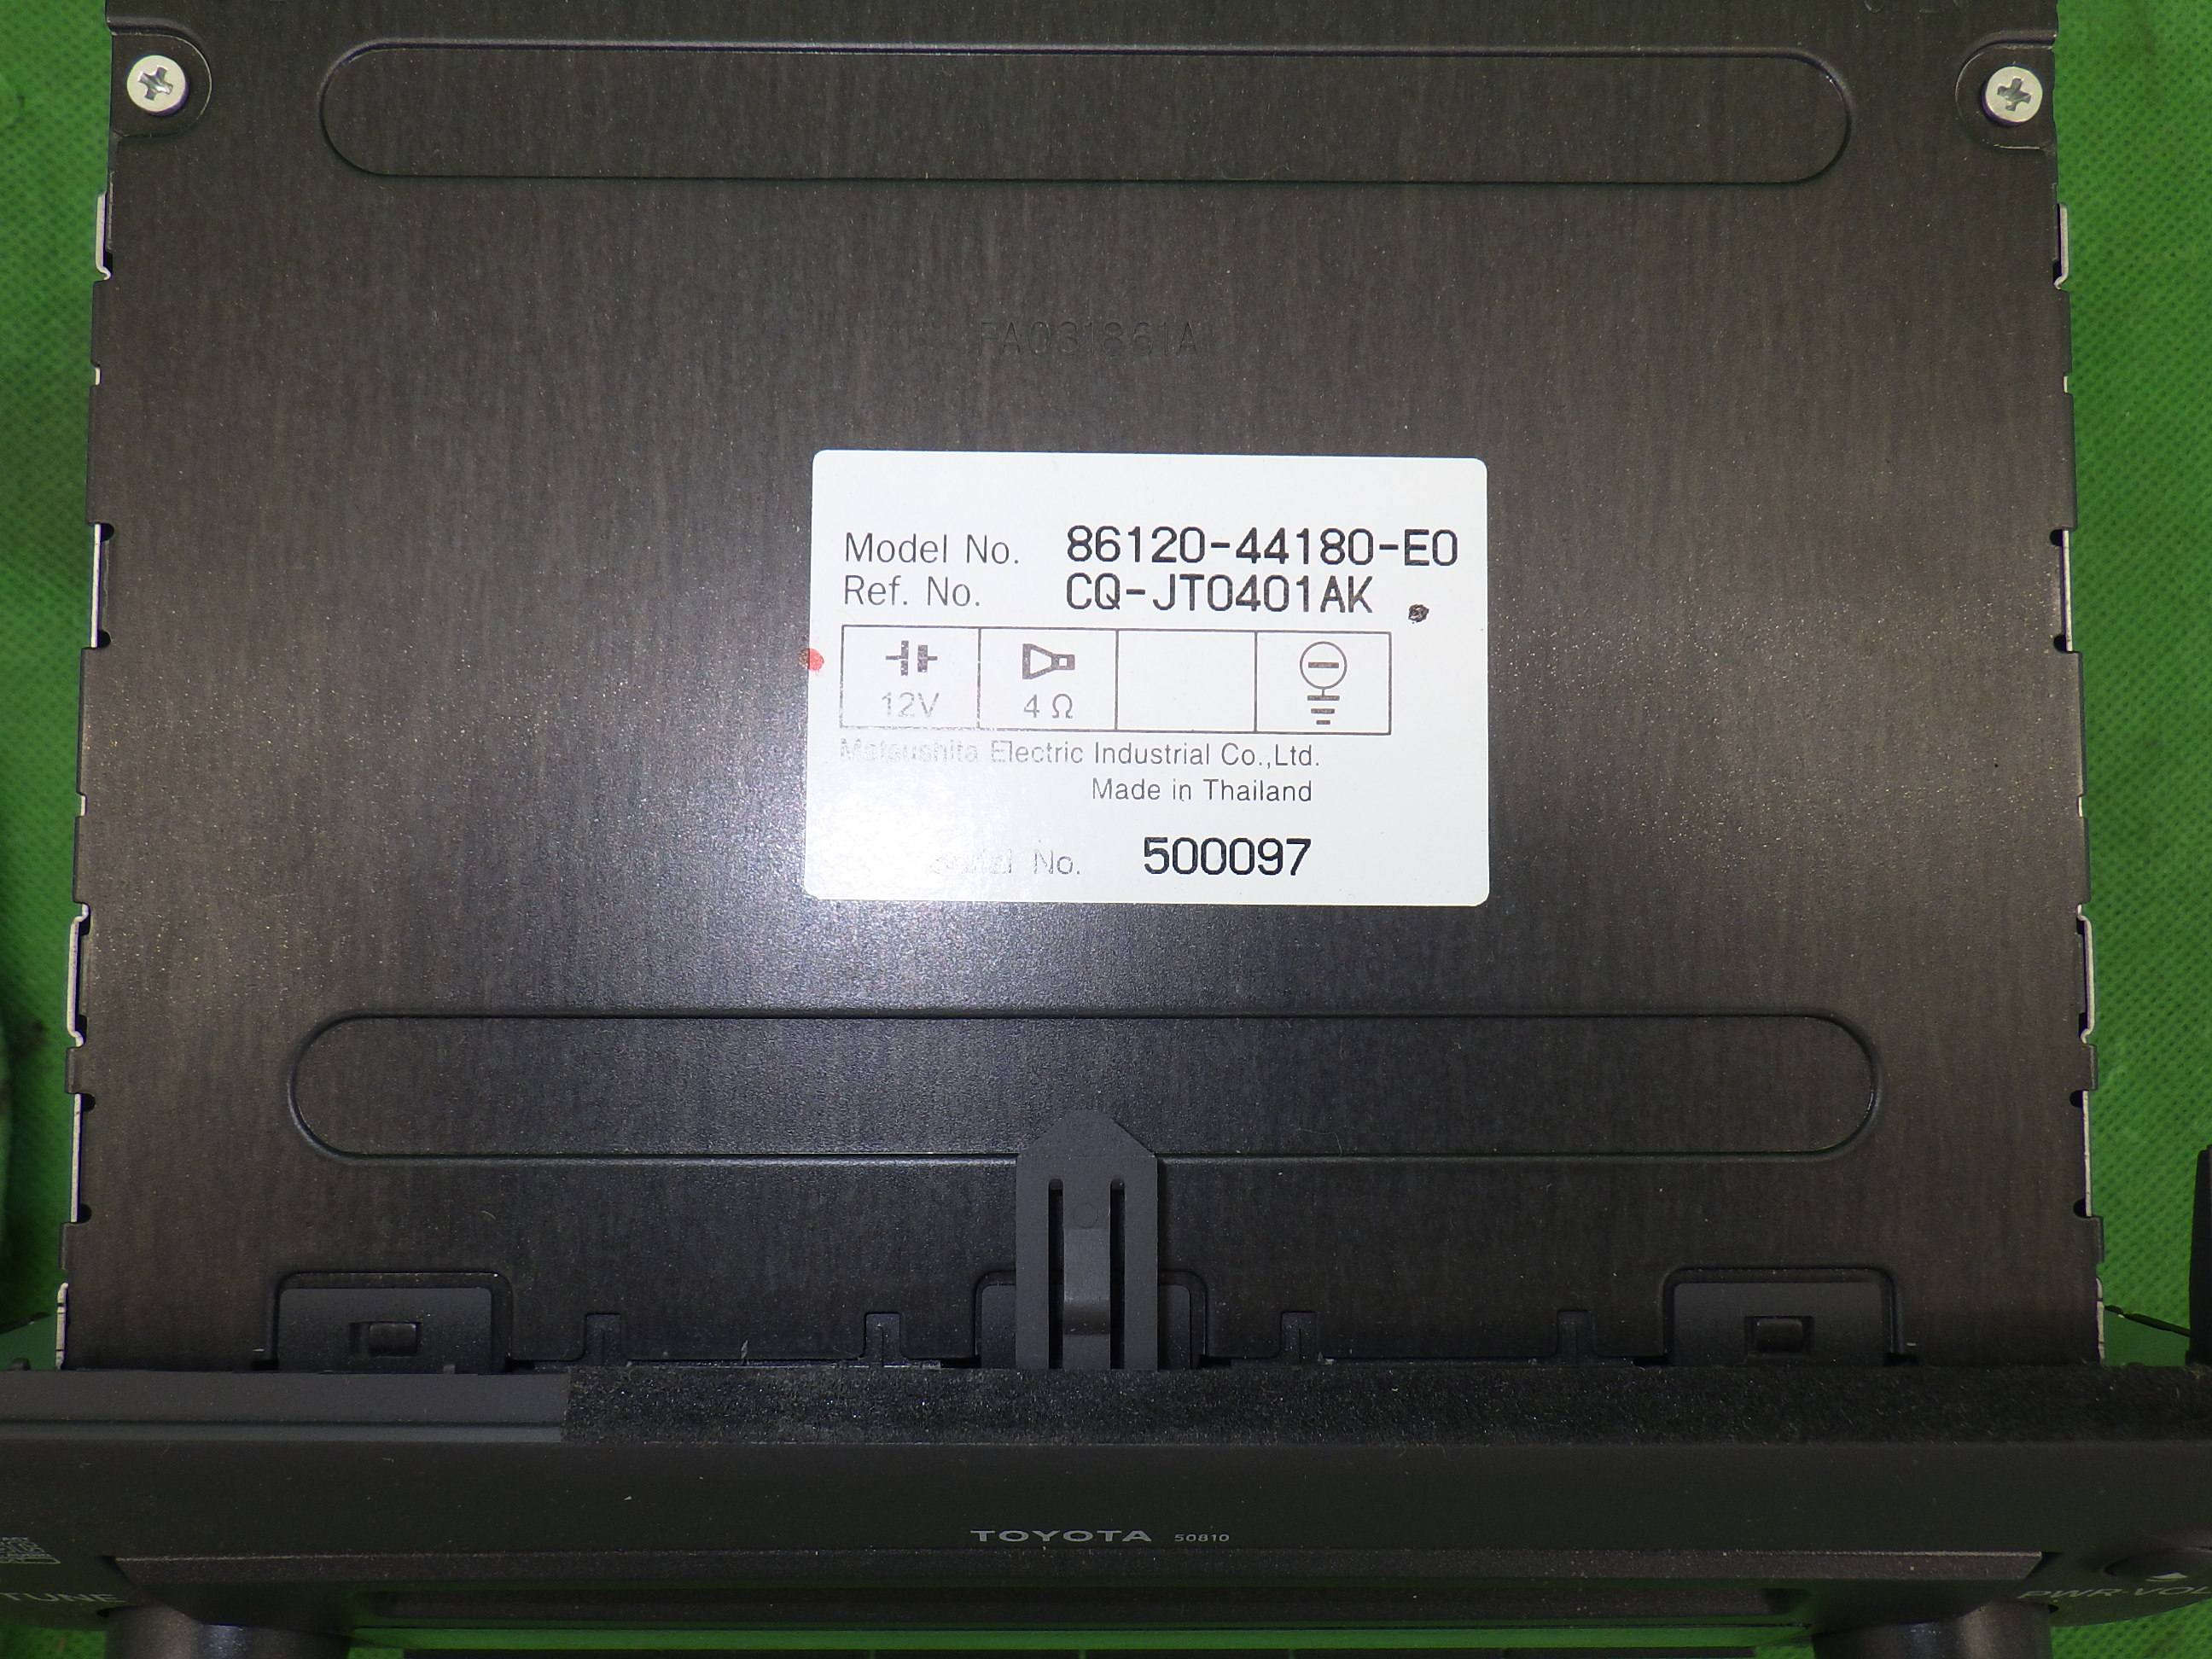 FA031861A
Model No. 86120-44180-E0
Ref. No. CQ-JT0401AK
12V 4 Ω
Matsushita Electric Industrial Co.,Ltd.
Made in Thailand
Serial No. 500097
TOYOTA 50810
TUNE PWR·VOL